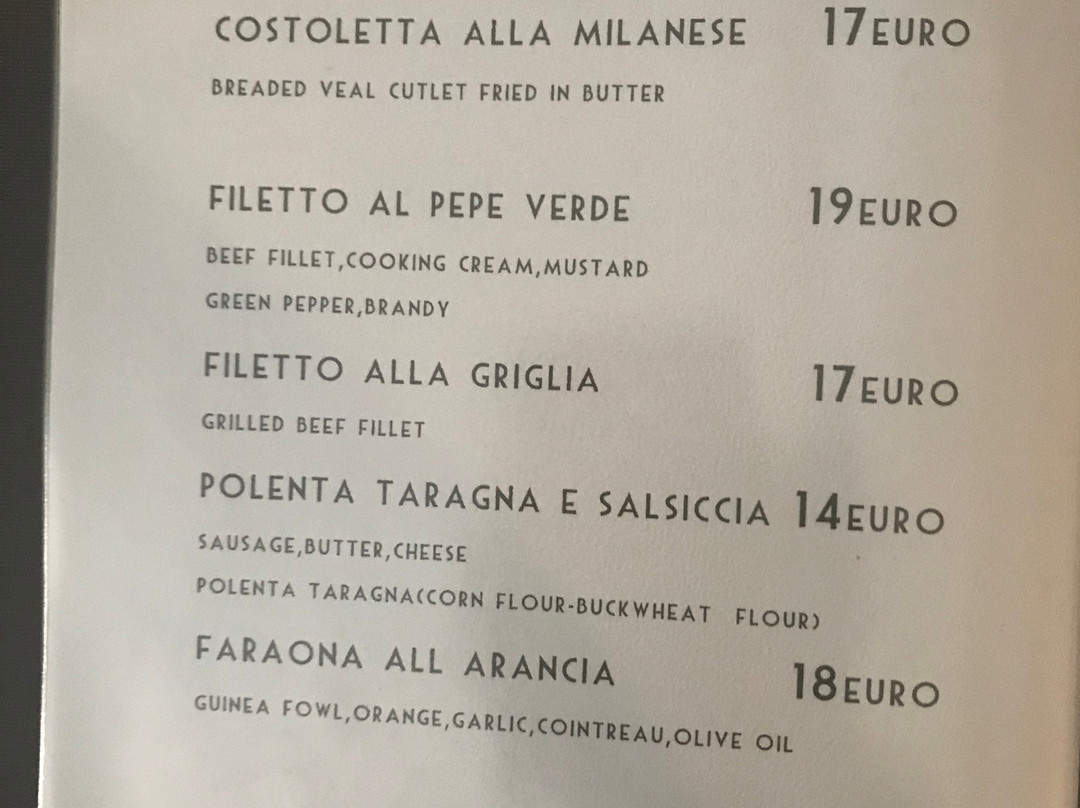 COSTOLETTA ALLA MILANESE 17EURO
BREADED VEAL CUTLET FRIED IN BUTTER
FILETTO AL PEPE VERDE 19EURO
BEEF FILLET,COOKING CREAM,MUSTARD
GREEN PEPPER,BRANDY
FILETTO ALLA GRIGLIA 17EURO
GRILLED BEEF FILLET
POLENTA TARAGNA E SALSICCIA 14EURO
SAUSAGE,BUTTER,CHEESE
POLENTA TARAGNA(CORN FLOUR-BUCKWHEAT FLOUR)
FARAONA ALL ARANCIA 18EURO
GUINEA FOWL,ORANGE,GARLIC,COINTREAU,OLIVE OIL